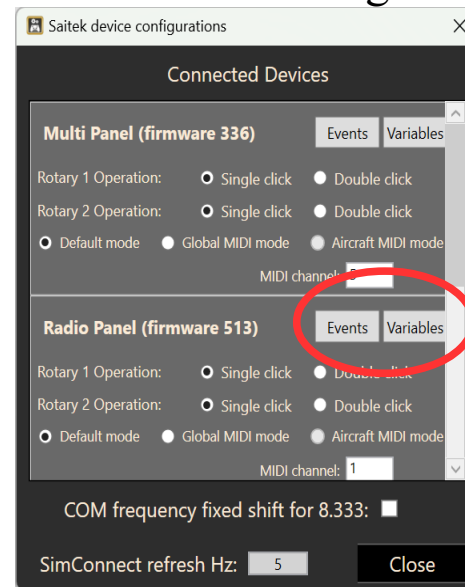 Saitek device configurations
Connected Devices
Multi Panel (firmware 336) Events Variables
Rotary 1 Operation: Single click Double click
Rotary 2 Operation: Single click Double click
Default mode Global MIDI mode Aircraft MIDI mode
MIDI channel:
Radio Panel (firmware 513) Events Variables
Rotary 1 Operation: Single click Double click
Rotary 2 Operation: Single click Double click
Default mode Global MIDI mode Aircraft MIDI mode
MIDI channel: 1
COM frequency fixed shift for 8.333:
SimConnect refresh Hz: 5 Close